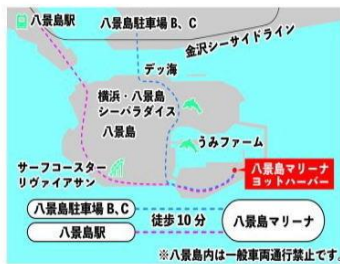 八景島駅
八景島駐車場B、C
金沢シーサイドライン
デッ海
横浜・八景島
シーパラダイス
八景島
うみファーム
サーフコースター
リヴァイアサン
八景島マリーナ
ヨットハーバー
八景島駐車場B、C
八景島駅
徒歩10分
八景島マリーナ
※八景島内は一般車両通行禁止です。